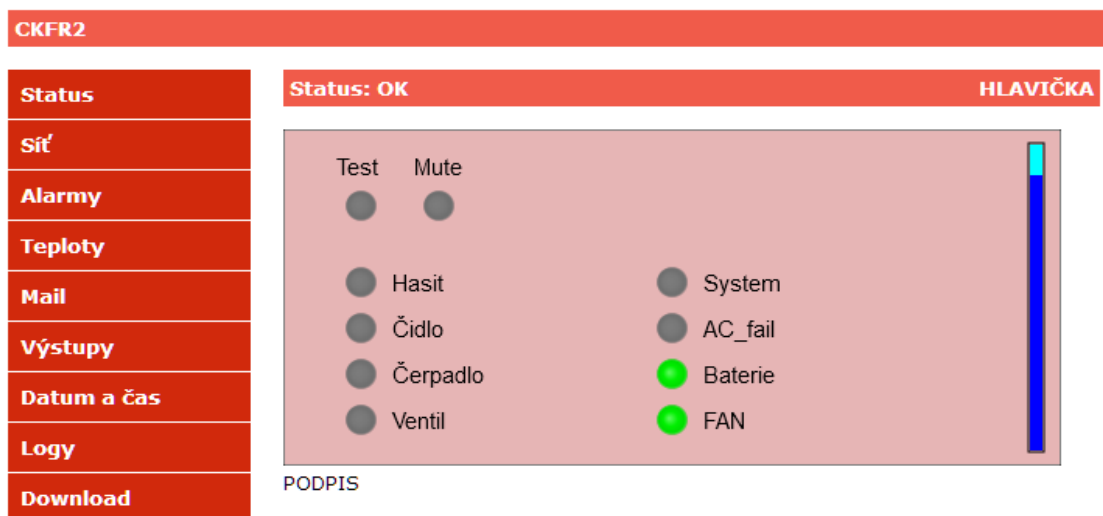 CKFR2
Status
Síť
Alarmy
Teploty
Mail
Výstupy
Datum a čas
Logy
Download
Status: OK HLAVIČKA
Test Mute
Hasit System
Čidlo AC_fail
Čerpadlo Baterie
Ventil FAN
PODPIS